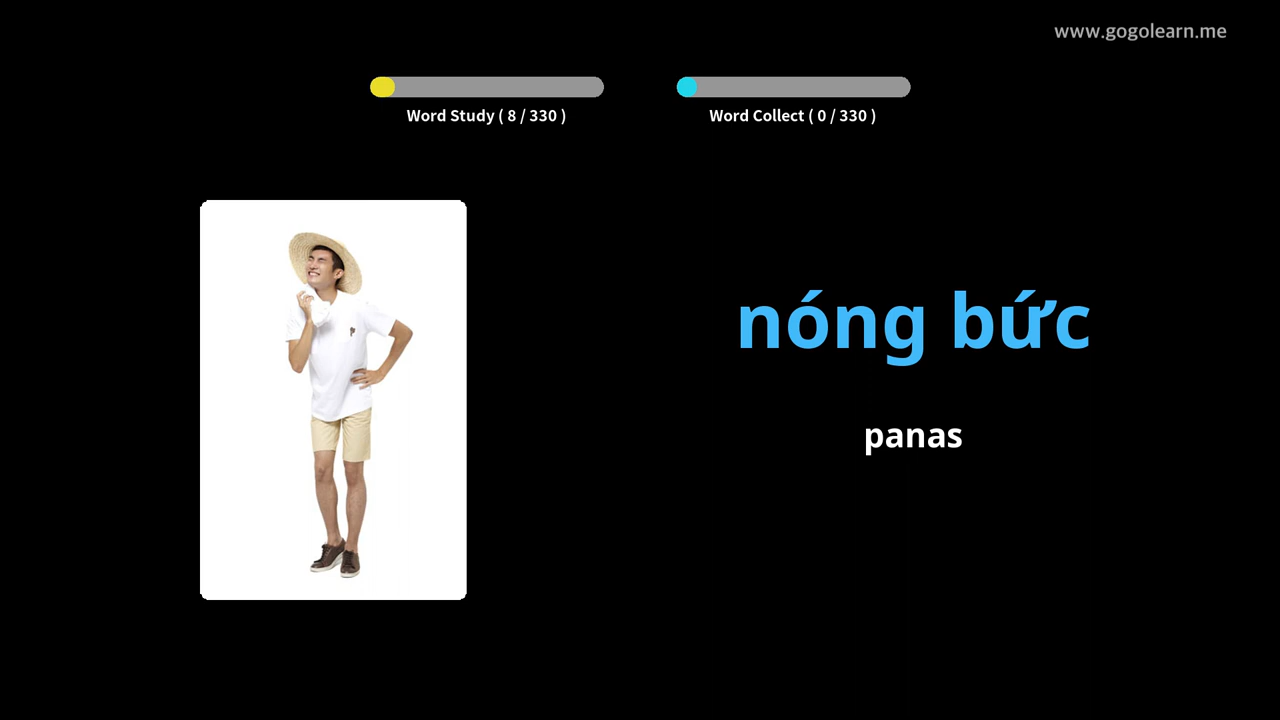 www.gogolearn.me
Word Study ( 8 / 330 )
Word Collect ( 0 / 330 )
nóng bức
panas